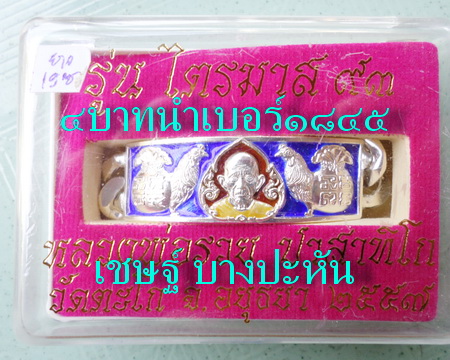 รุ่น ไตรมาส ๙๓
๔บาทนำเบอร์๑๘๔๕
หลวงพ่อรวย ปาสาทิโก
เชษฐ์ บางปะหัน
วัดตะโก จ.อยุธยา ๒๕๕๗